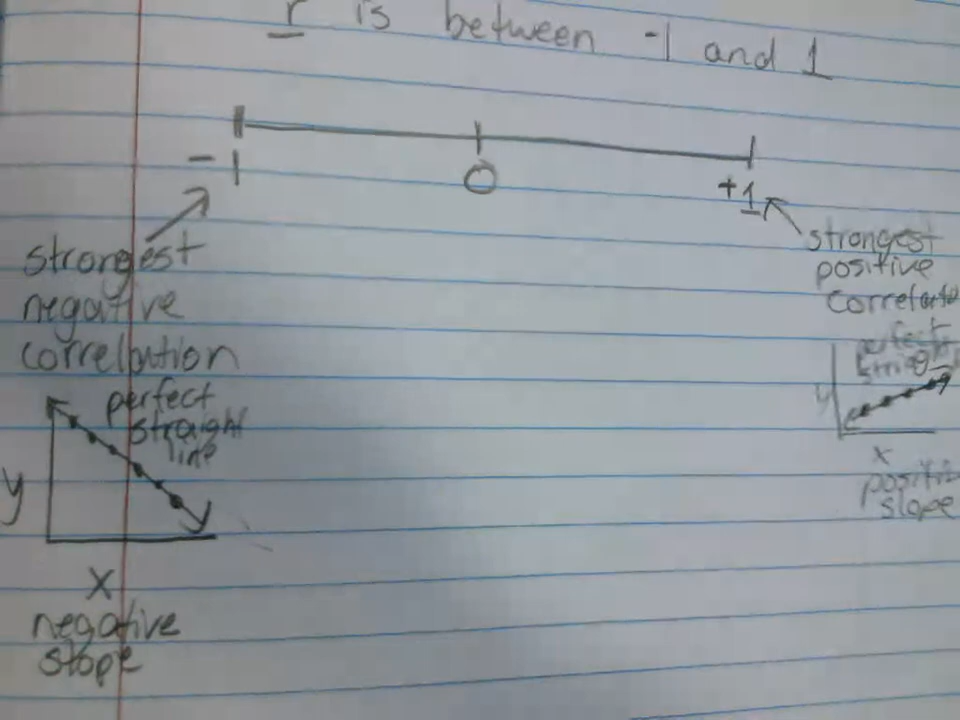 r is between -1 and 1
-1
0
+1
strongest
negative
correlation
perfect
straight
line
y
x
negative
slope
strongest
positive
y
x
slope